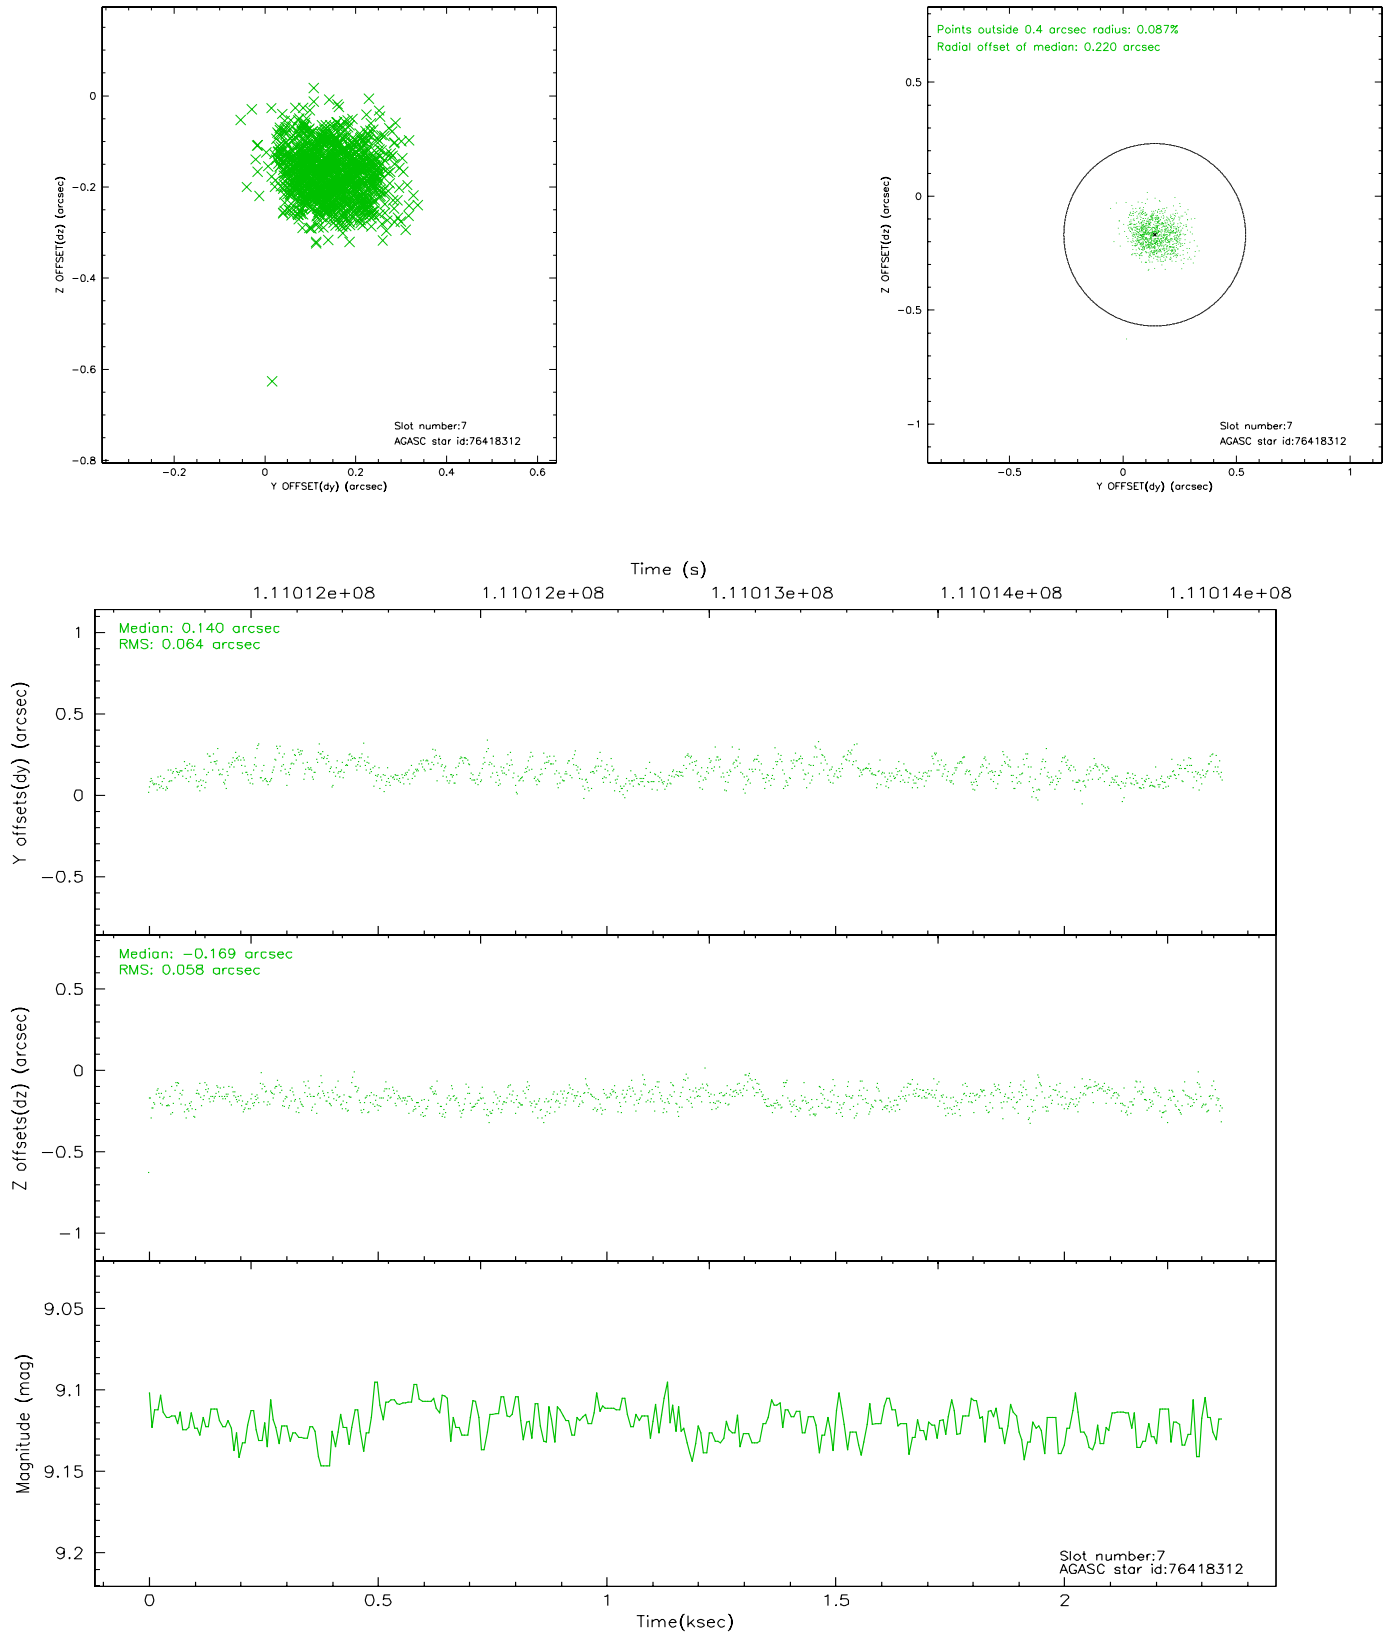 0
-0.2
-0.4
-0.6
-0.8
Z OFFSET(dz) (arcsec)
Slot number:7
AGASC star id:76418312
-0.2 0 0.2 0.4 0.6
Y OFFSET(dy) (arcsec)
Points outside 0.4 arcsec radius: 0.087%
Radial offset of median: 0.220 arcsec
0.5
0
-0.5
-1
Z OFFSET(dz) (arcsec)
Slot number:7
AGASC star id:76418312
-0.5 0 0.5 1
Y OFFSET(dy) (arcsec)
Time (s)
1.11012e+08 1.11012e+08 1.11013e+08 1.11014e+08 1.11014e+08
Median: 0.140 arcsec
RMS: 0.064 arcsec
1
0.5
0
-0.5
Y offsets(dy) (arcsec)
Median: -0.169 arcsec
RMS: 0.058 arcsec
0.5
0
-0.5
-1
Z offsets(dz) (arcsec)
9.05
9.1
9.15
9.2
Magnitude (mag)
Slot number:7
AGASC star id:76418312
0 0.5 1 1.5 2
Time(ksec)